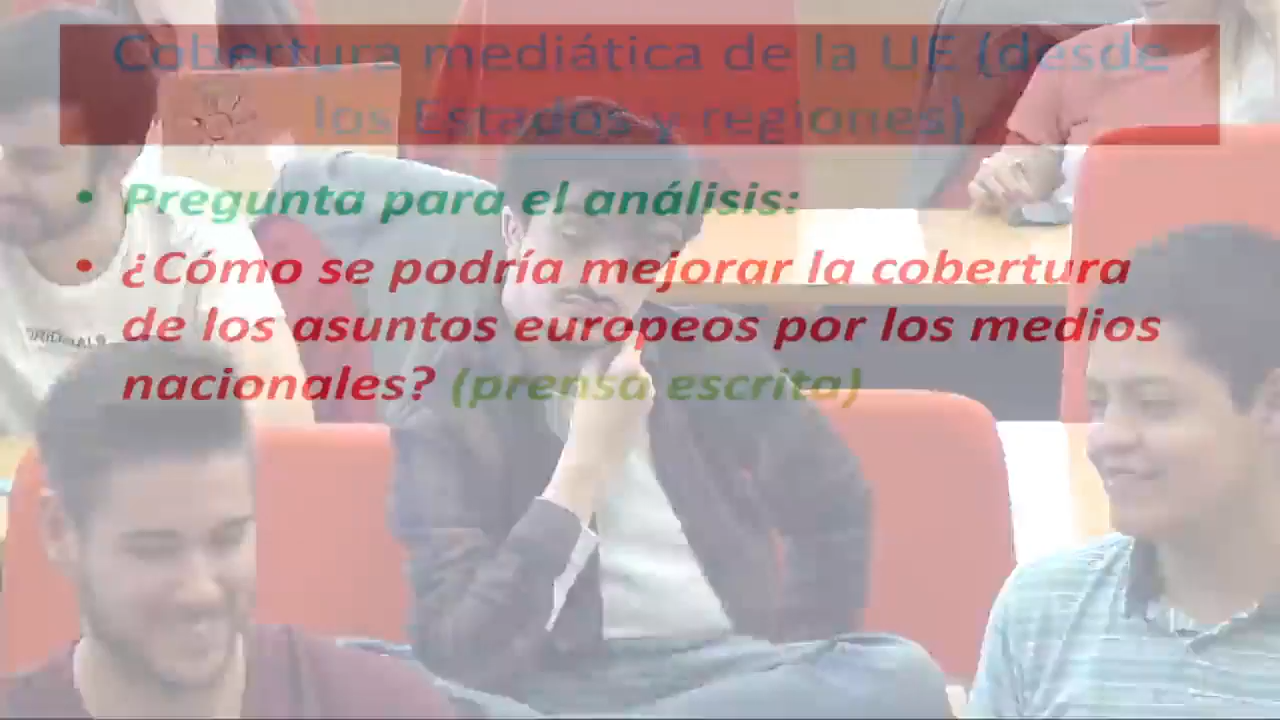 Cobertura mediática de la UE (desde
los Estados y regiones)
• Pregunta para el análisis:
• ¿Cómo se podría mejorar la cobertura
de los asuntos europeos por los medios
nacionales? (prensa escrita)